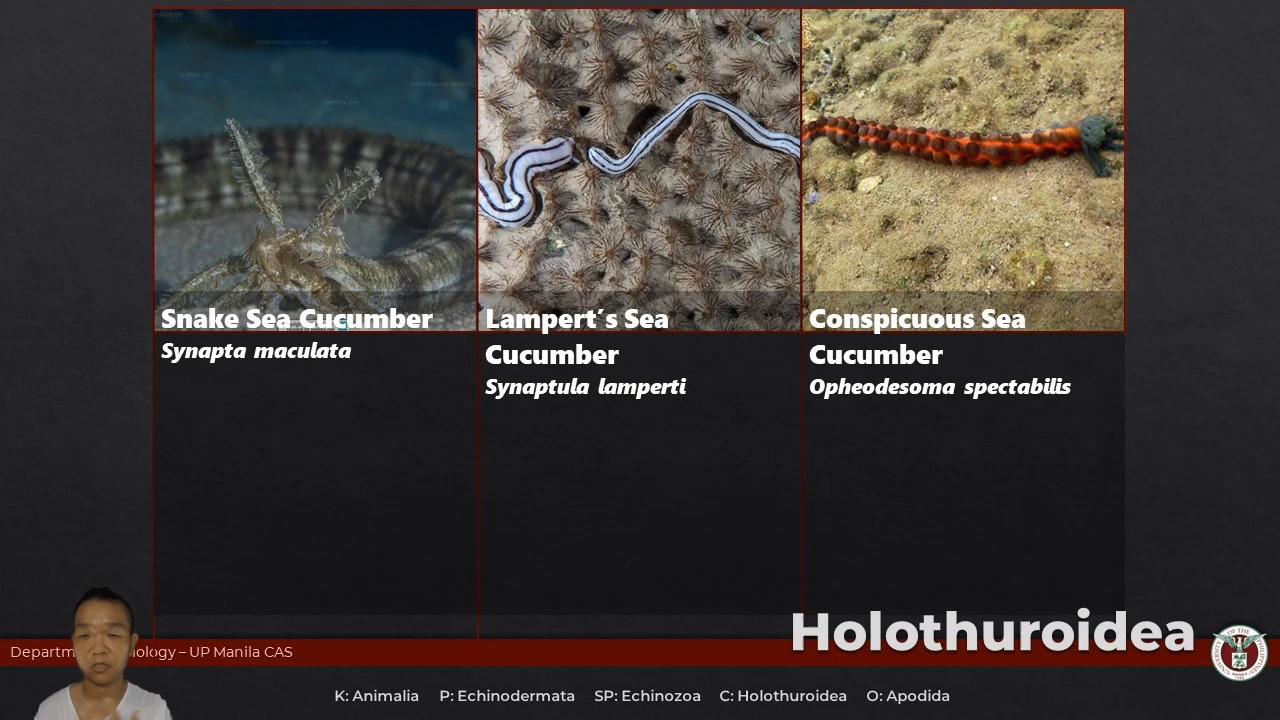 Snake Sea Cucumber
Synapta maculata
Lampert´s Sea
Cucumber
Synaptula lamperti
Conspicuous Sea
Cucumber
Opheodesoma spectabilis
Holothuroidea
– UP Manila CAS
K: Animalia P: Echinodermata SP: Echinozoa C: Holothuroidea O: Apodida